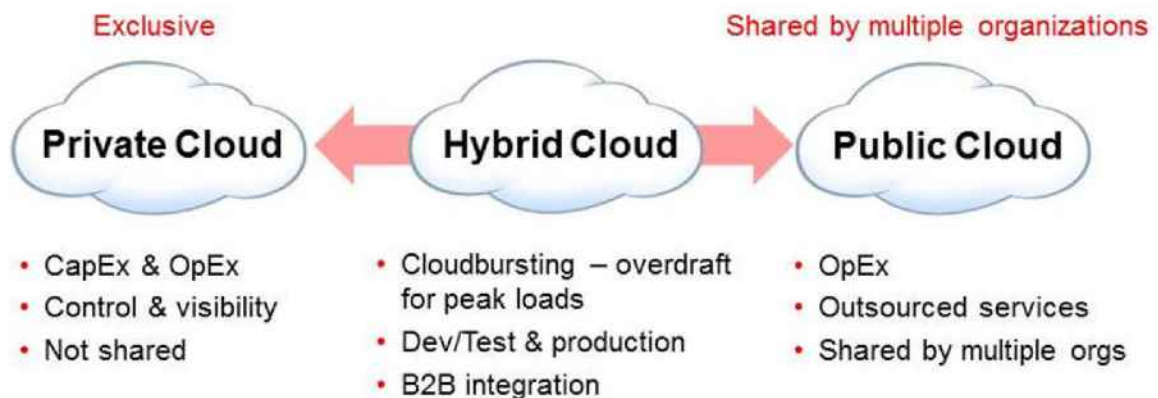 Exclusive
Shared by multiple organizations
Private Cloud
Hybrid Cloud
Public Cloud
• CapEx & OpEx
• Control & visibility
• Not shared
• Cloudbursting – overdraft
for peak loads
• Dev/Test & production
• B2B integration
• OpEx
• Outsourced services
• Shared by multiple orgs